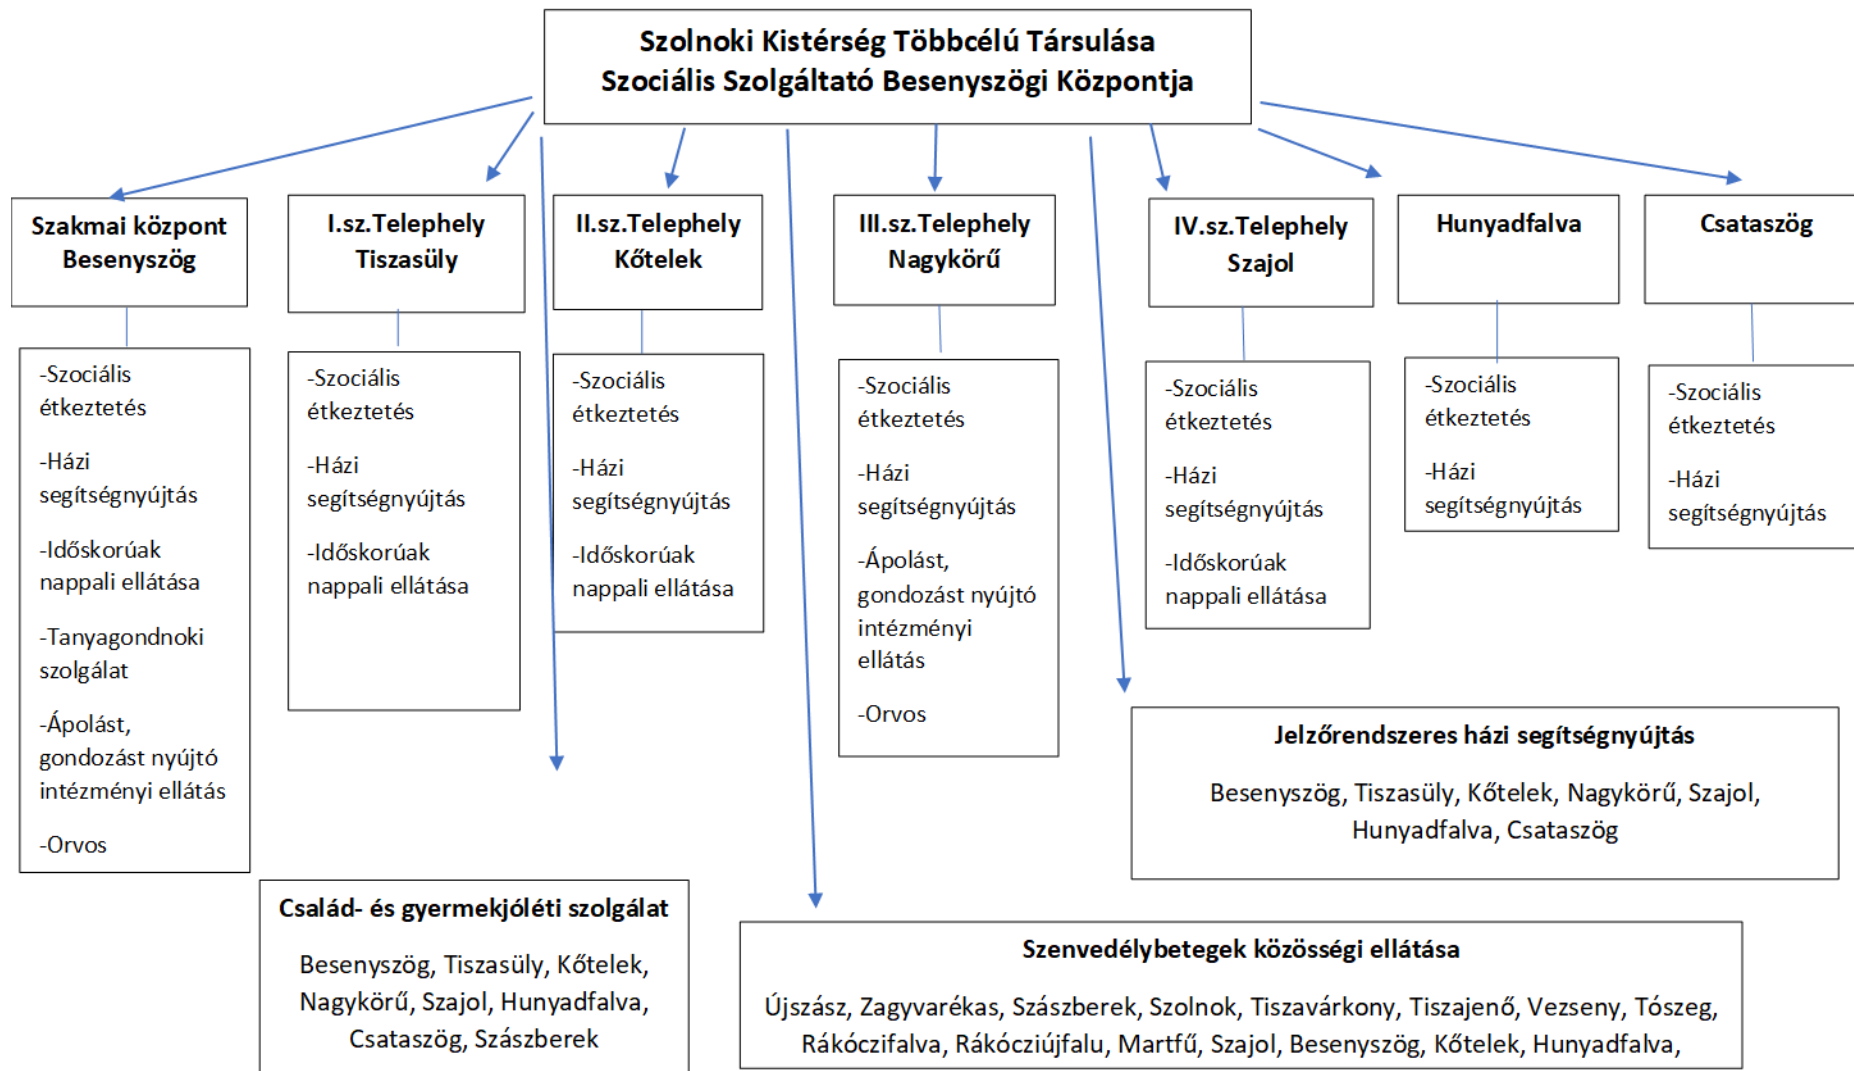 Szolnoki Kistérség Többcélú Társulása
Szociális Szolgáltató Besenyszögi Központja
Szakmai központ
Besenyszög
I.sz.Telephely
Tiszasüly
II.sz.Telephely
Kőtelek
III.sz.Telephely
Nagykörű
IV.sz.Telephely
Szajol
Hunyadfalva
Csataszög
-Szociális
étkeztetés
-Házi
segítségnyújtás
-Időskorúak
nappali ellátása
-Tanyagondnoki
szolgálat
-Ápolást,
gondozást nyújtó
intézményi ellátás
-Orvos
-Szociális
étkeztetés
-Házi
segítségnyújtás
-Időskorúak
nappali ellátása
-Szociális
étkeztetés
-Házi
segítségnyújtás
-Időskorúak
nappali ellátása
-Szociális
étkeztetés
-Házi
segítségnyújtás
-Ápolást,
gondozást nyújtó
intézményi
ellátás
-Orvos
-Szociális
étkeztetés
-Házi
segítségnyújtás
-Időskorúak
nappali ellátása
-Szociális
étkeztetés
-Házi
segítségnyújtás
-Szociális
étkeztetés
-Házi
segítségnyújtás
Jelzőrendszeres házi segítségnyújtás
Besenyszög, Tiszasüly, Kőtelek, Nagykörű, Szajol,
Hunyadfalva, Csataszög
Család- és gyermekjóléti szolgálat
Besenyszög, Tiszasüly, Kőtelek,
Nagykörű, Szajol, Hunyadfalva,
Csataszög, Szászberek
Szenvedélybetegek közösségi ellátása
Újszász, Zagyvarékas, Szászberek, Szolnok, Tiszavárkony, Tiszajenő, Vezseny, Tószeg,
Rákóczifalva, Rákócziújfalu, Martfű, Szajol, Besenyszög, Kőtelek, Hunyadfalva,